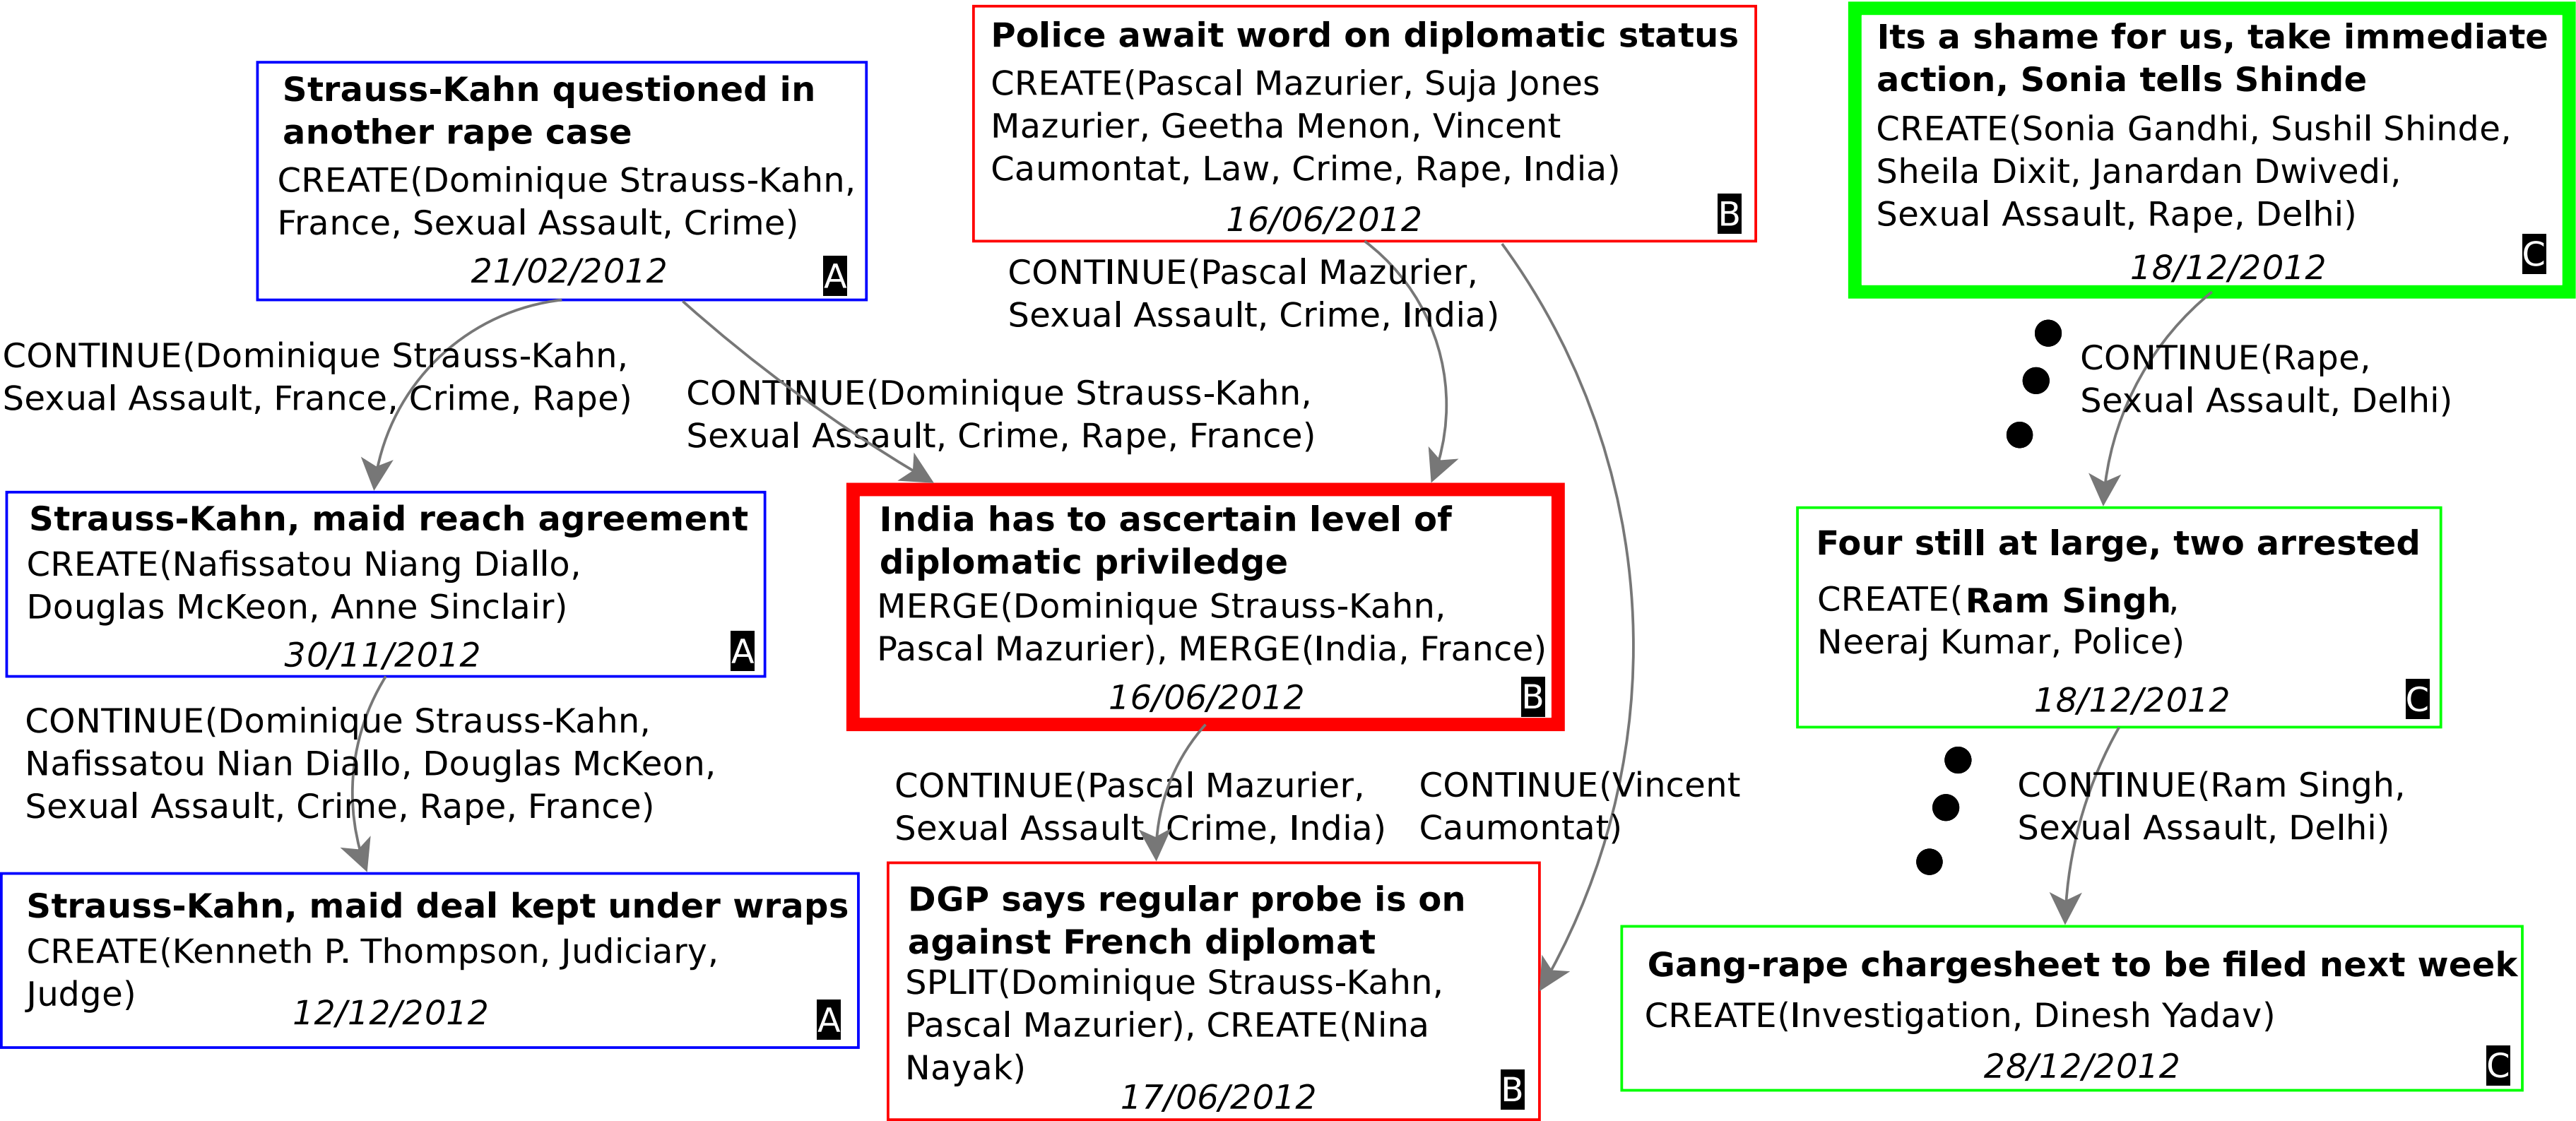 Strauss-Kahn questioned in
another rape case
CREATE(Dominique Strauss-Kahn,
France, Sexual Assault, Crime)
21/02/2012
A
Police await word on diplomatic status
CREATE(Pascal Mazurier, Suja Jones
Mazurier, Geetha Menon, Vincent
Caumontat, Law, Crime, Rape, India)
16/06/2012
B
Its a shame for us, take immediate
action, Sonia tells Shinde
CREATE(Sonia Gandhi, Sushil Shinde,
Sheila Dixit, Janardan Dwivedi,
Sexual Assault, Rape, Delhi)
18/12/2012
C
CONTINUE(Dominique Strauss-Kahn,
Sexual Assault, France, Crime, Rape)
CONTINUE(Dominique Strauss-Kahn,
Sexual Assault, Crime, Rape, France)
CONTINUE(Pascal Mazurier,
Sexual Assault, Crime, India)
CONTINUE(Rape,
Sexual Assault, Delhi)
Strauss-Kahn, maid reach agreement
CREATE(Nafissatou Niang Diallo,
Douglas McKeon, Anne Sinclair)
30/11/2012
A
India has to ascertain level of
diplomatic priviledge
MERGE(Dominique Strauss-Kahn,
Pascal Mazurier), MERGE(India, France)
16/06/2012
B
Four still at large, two arrested
CREATE(Ram Singh,
Neeraj Kumar, Police)
18/12/2012
C
CONTINUE(Dominique Strauss-Kahn,
Nafissatou Nian Diallo, Douglas McKeon,
Sexual Assault, Crime, Rape, France)
CONTINUE(Pascal Mazurier,
Sexual Assault, Crime, India)
CONTINUE(Vincent
Caumontat)
CONTINUE(Ram Singh,
Sexual Assault, Delhi)
Strauss-Kahn, maid deal kept under wraps
CREATE(Kenneth P. Thompson, Judiciary,
Judge)
12/12/2012
A
DGP says regular probe is on
against French diplomat
SPLIT(Dominique Strauss-Kahn,
Pascal Mazurier), CREATE(Nina
Nayak)
17/06/2012
B
Gang-rape chargesheet to be filed next week
CREATE(Investigation, Dinesh Yadav)
28/12/2012
C